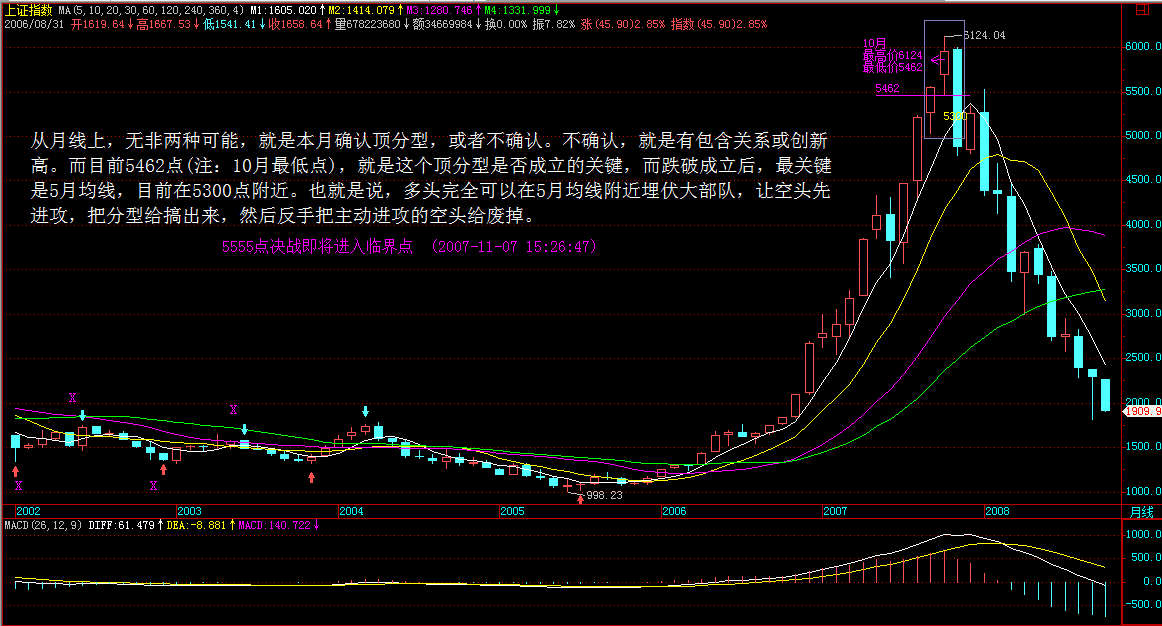 上证指数 MA(5,10,20,30,60,120,240,360,4) M1:1605.020↑M2:1414.079↑M3:1280.746↑M4:1331.999↓
2006/08/31 开1619.64↓高1667.53↓低1541.41↓收1658.64↑量678223680↓额34669984↓换0.00% 振7.82% 涨(45.90)2.85% 指数(45.90)2.85%
6124.04
10月
最高价6124
最低价5462
5462
5300
从月线上，无非两种可能，就是本月确认顶分型，或者不确认。不确认，就是有包含关系或创新
高。而目前5462点(注：10月最低点)，就是这个顶分型是否成立的关键，而跌破成立后，最关键
是5月均线，目前在5300点附近。也就是说，多头完全可以在5月均线附近埋伏大部队，让空头先
进攻，把分型给搞出来，然后反手把主动进攻的空头给废掉。
5555点决战即将进入临界点 (2007-11-07 15:26:47)
6000.0
5500.0
5000.0
4500.0
4000.0
3500.0
3000.0
2500.0
2000.0
1909.9
1500.0
1000.0
X
X
X
X
998.23
2002 2003 2004 2005 2006 2007 2008 月线
MACD(26,12,9) DIFF:61.479↑DEA:-8.881↑MACD:140.722↓
1000.0
500.0
0.0
-500.0